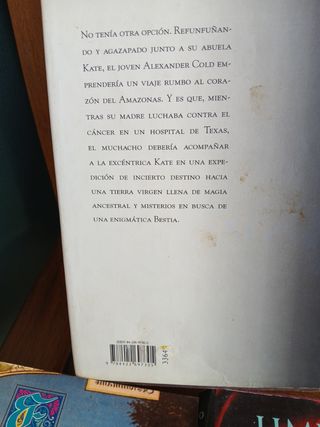 No tenía otra opción. Refunfuñan-
do y agazapado junto a su abuela
Kate, el joven Alexander Cold em-
prendería un viaje rumbo al cora-
zón del Amazonas. Y es que, mien-
tras su madre luchaba contra el
cáncer en un hospital de Texas,
el muchacho debería acompañar
a la excéntrica Kate en una expe-
dición de incierto destino hacia
una tierra virgen llena de magia
ancestral y misterios en busca de
una enigmática Bestia.